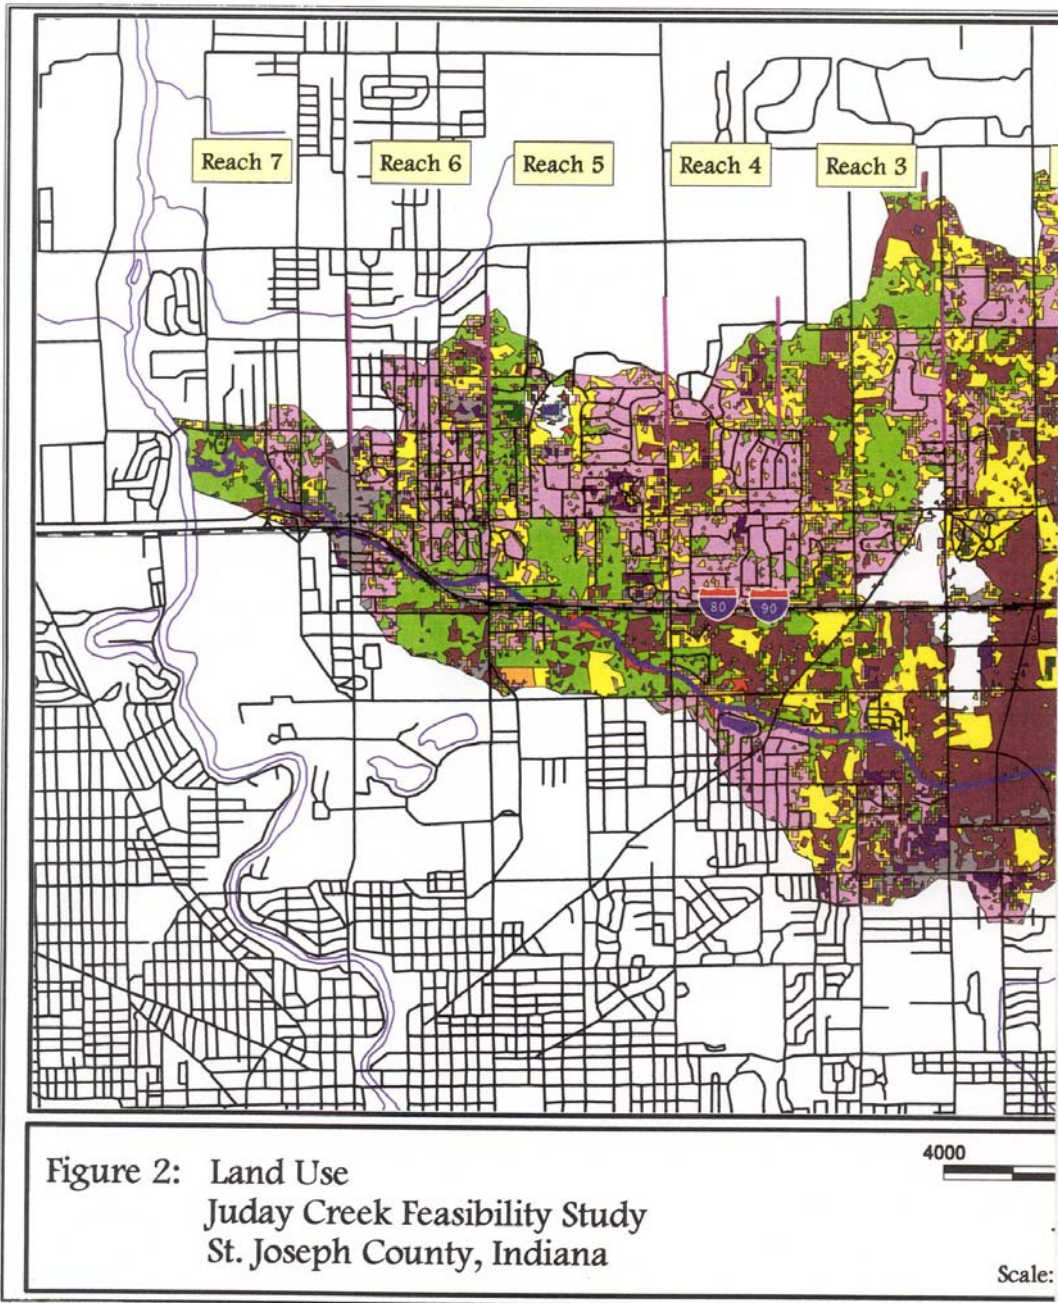 Reach 7
Reach 6
Reach 5
Reach 4
Reach 3
80
90
4000
Figure 2: Land Use
Juday Creek Feasibility Study
St. Joseph County, Indiana
Scale: